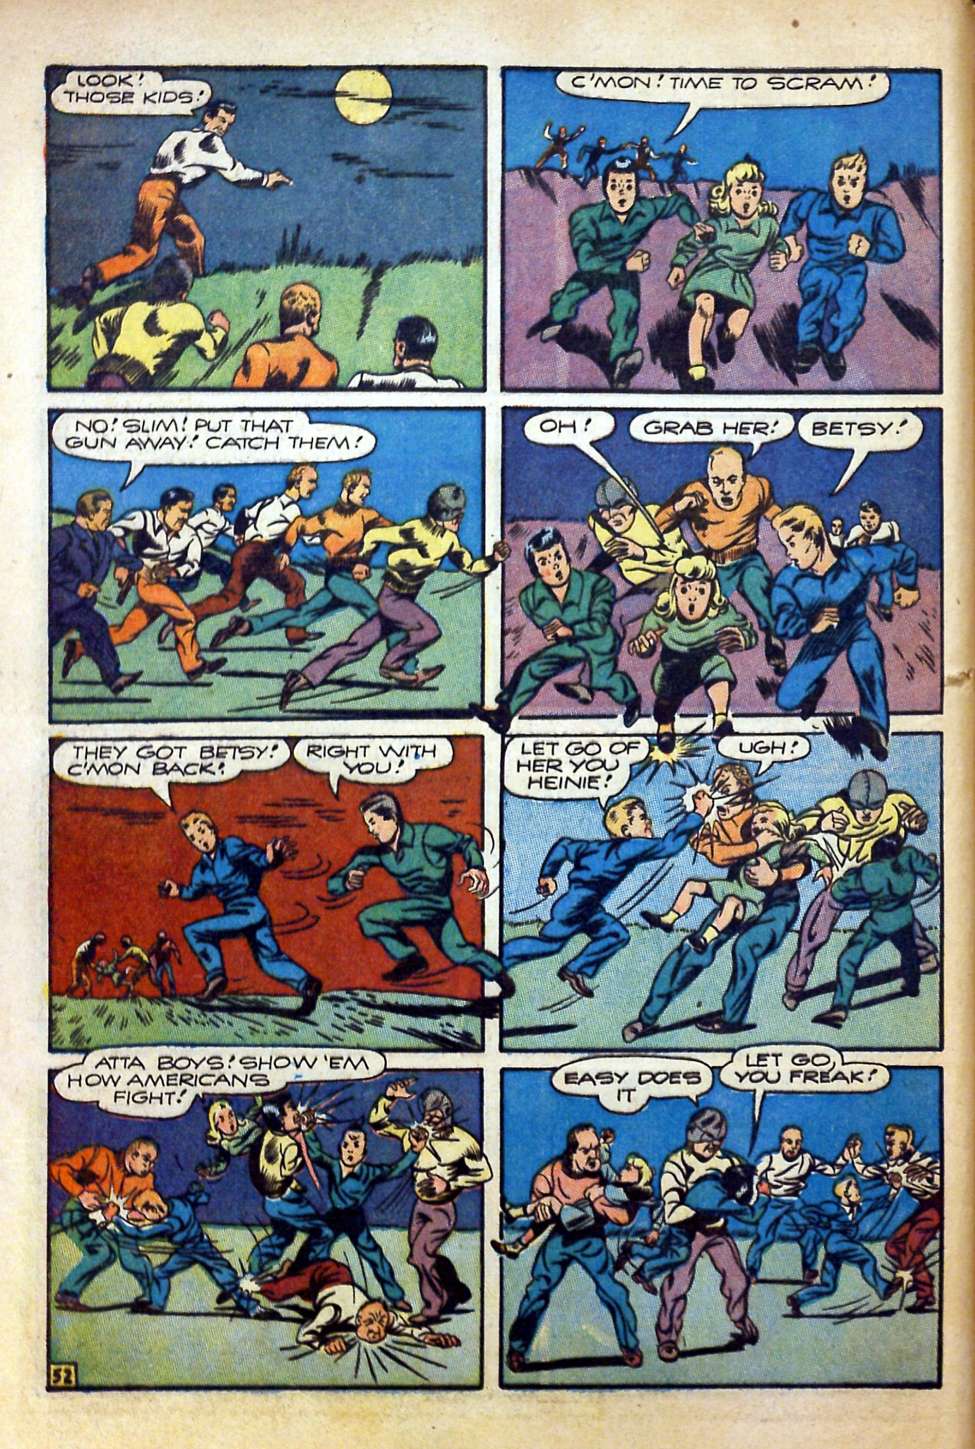 LOOK!
THOSE KIDS!
C'MON! TIME TO SCRAM!
NO! SLIM! PUT THAT
GUN AWAY! CATCH THEM!
OH!
GRAB HER!
BETSY!
THEY GOT BETSY!
C'MON BACK!
RIGHT WITH
YOU!
LET GO OF
HER YOU
HEINIE!
UGH!
ATTA BOYS! SHOW 'EM
HOW AMERICANS
FIGHT!
EASY DOES
IT
LET GO,
YOU FREAK!
52